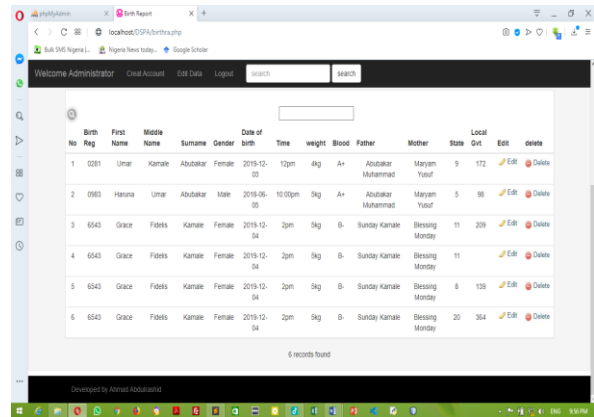 phpMyAdmin Birth Report
localhost/DSPA/birthra.php
Bulk SMS Nigeria |... Nigeria News today... Google Scholar
Welcome Administrator Creat Account Edit Data Logout search search
No Birth Reg First Name Middle Name Surname Gender Date of birth Time weight Blood Father Mother State Local Gvt Edit delete
1 0281 Umar Kamale Abubakar Female 2019-12-03 12pm 4kg A+ Abubakar Muhammad Maryam Yusuf 9 172 Edit Delete
2 0983 Haruna Umar Abubakar Male 2018-06-05 10:00pm 5kg A+ Abubakar Muhammad Maryam Yusuf 5 98 Edit Delete
3 6543 Grace Fidelis Kamale Female 2019-12-04 2pm 5kg B- Sunday Kamale Blessing Monday 11 209 Edit Delete
4 6543 Grace Fidelis Kamale Female 2019-12-04 2pm 5kg B- Sunday Kamale Blessing Monday 11 Edit Delete
5 6543 Grace Fidelis Kamale Female 2019-12-04 2pm 5kg B- Sunday Kamale Blessing Monday 8 139 Edit Delete
6 6543 Grace Fidelis Kamale Female 2019-12-04 2pm 5kg B- Sunday Kamale Blessing Monday 20 364 Edit Delete
6 records found
Developed by Ahmad Abdulrashid
ENG 9:56 PM